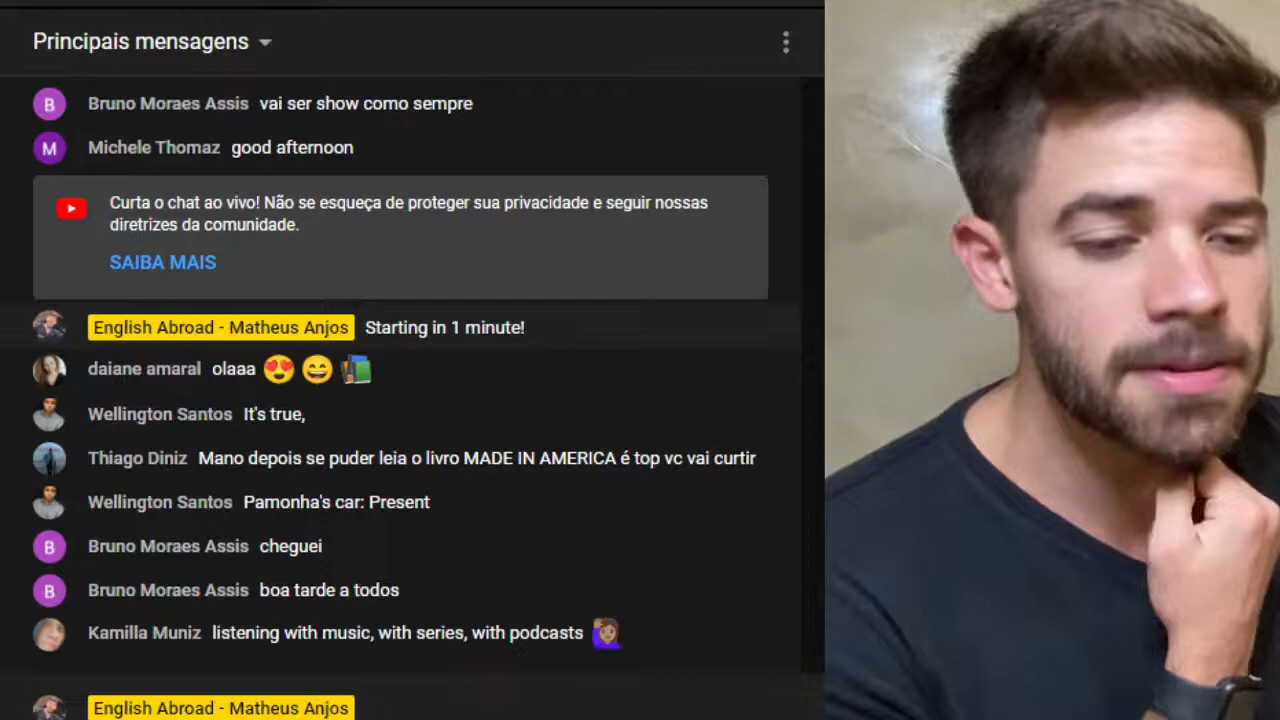 Principais mensagens
Bruno Moraes Assis vai ser show como sempre
Michele Thomaz good afternoon
Curta o chat ao vivo! Não se esqueça de proteger sua privacidade e seguir nossas
diretrizes da comunidade.
SAIBA MAIS
English Abroad - Matheus Anjos Starting in 1 minute!
daiane amaral olaaa 😍 😄 📚
Wellington Santos It's true,
Thiago Diniz Mano depois se puder leia o livro MADE IN AMERICA é top vc vai curtir
Wellington Santos Pamonha's car: Present
Bruno Moraes Assis cheguei
Bruno Moraes Assis boa tarde a todos
Kamilla Muniz listening with music, with series, with podcasts 🙋🏽‍♀️
English Abroad - Matheus Anjos